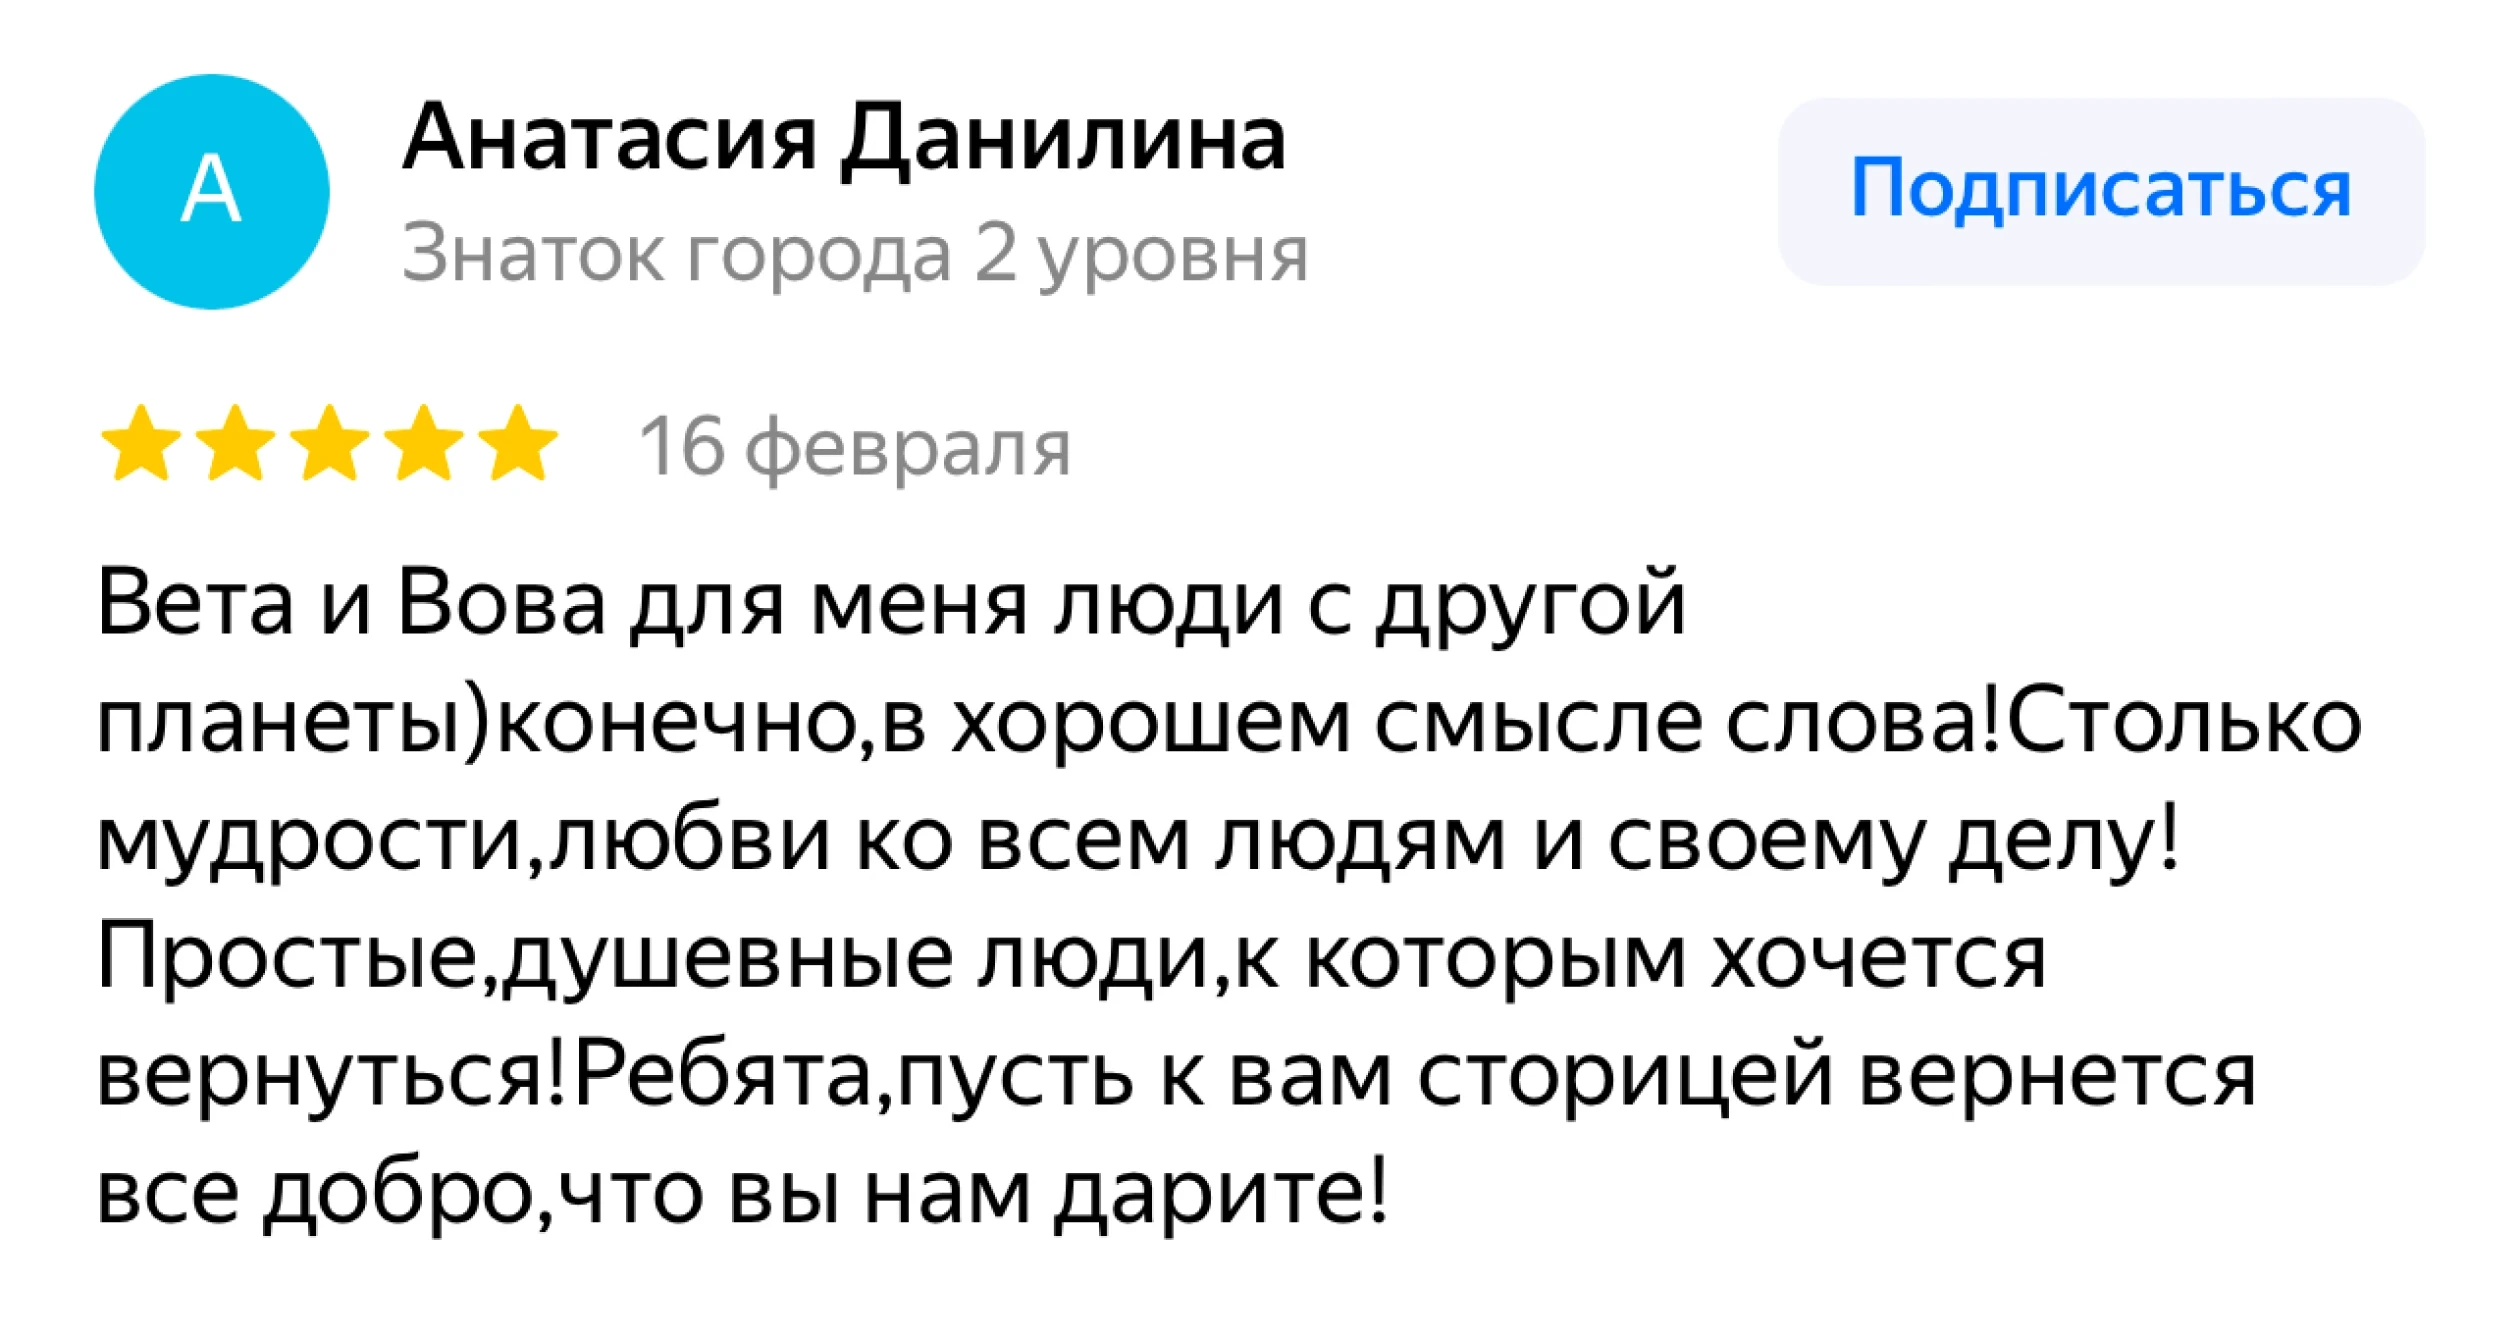 А
Анатасия Данилина
Знаток города 2 уровня
Подписаться
16 февраля
Вета и Вова для меня люди с другой
планеты)конечно,в хорошем смысле слова!Столько
мудрости,любви ко всем людям и своему делу!
Простые,душевные люди,к которым хочется
вернуться!Ребята,пусть к вам сторицей вернется
все добро,что вы нам дарите!